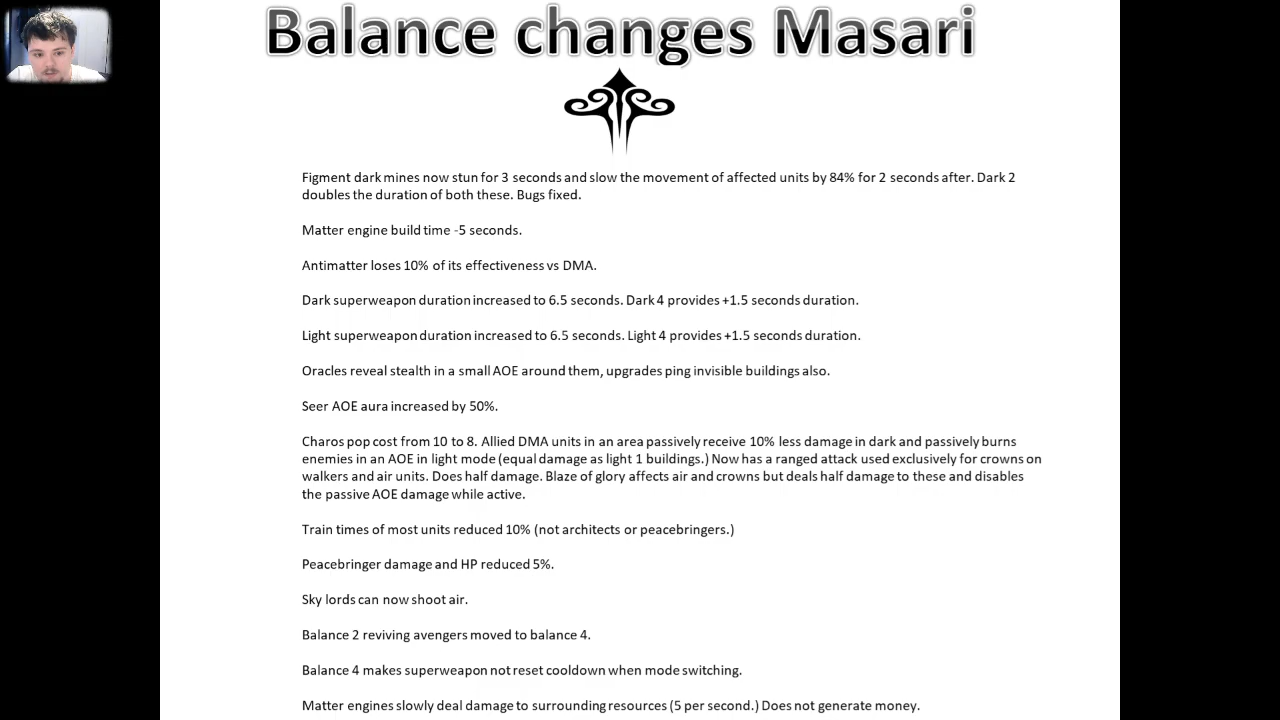 Balance changes Masari
Figment dark mines now stun for 3 seconds and slow the movement of affected units by 84% for 2 seconds after. Dark 2
doubles the duration of both these. Bugs fixed.
Matter engine build time -5 seconds.
Antimatter loses 10% of its effectiveness vs DMA.
Dark superweapon duration increased to 6.5 seconds. Dark 4 provides +1.5 seconds duration.
Light superweapon duration increased to 6.5 seconds. Light 4 provides +1.5 seconds duration.
Oracles reveal stealth in a small AOE around them, upgrades ping invisible buildings also.
Seer AOE aura increased by 50%.
Charos pop cost from 10 to 8. Allied DMA units in an area passively receive 10% less damage in dark and passively burns
enemies in an AOE in light mode (equal damage as light 1 buildings.) Now has a ranged attack used exclusively for crowns on
walkers and air units. Does half damage. Blaze of glory affects air and crowns but deals half damage to these and disables
the passive AOE damage while active.
Train times of most units reduced 10% (not architects or peacebringers.)
Peacebringer damage and HP reduced 5%.
Sky lords can now shoot air.
Balance 2 reviving avengers moved to balance 4.
Balance 4 makes superweapon not reset cooldown when mode switching.
Matter engines slowly deal damage to surrounding resources (5 per second.) Does not generate money.